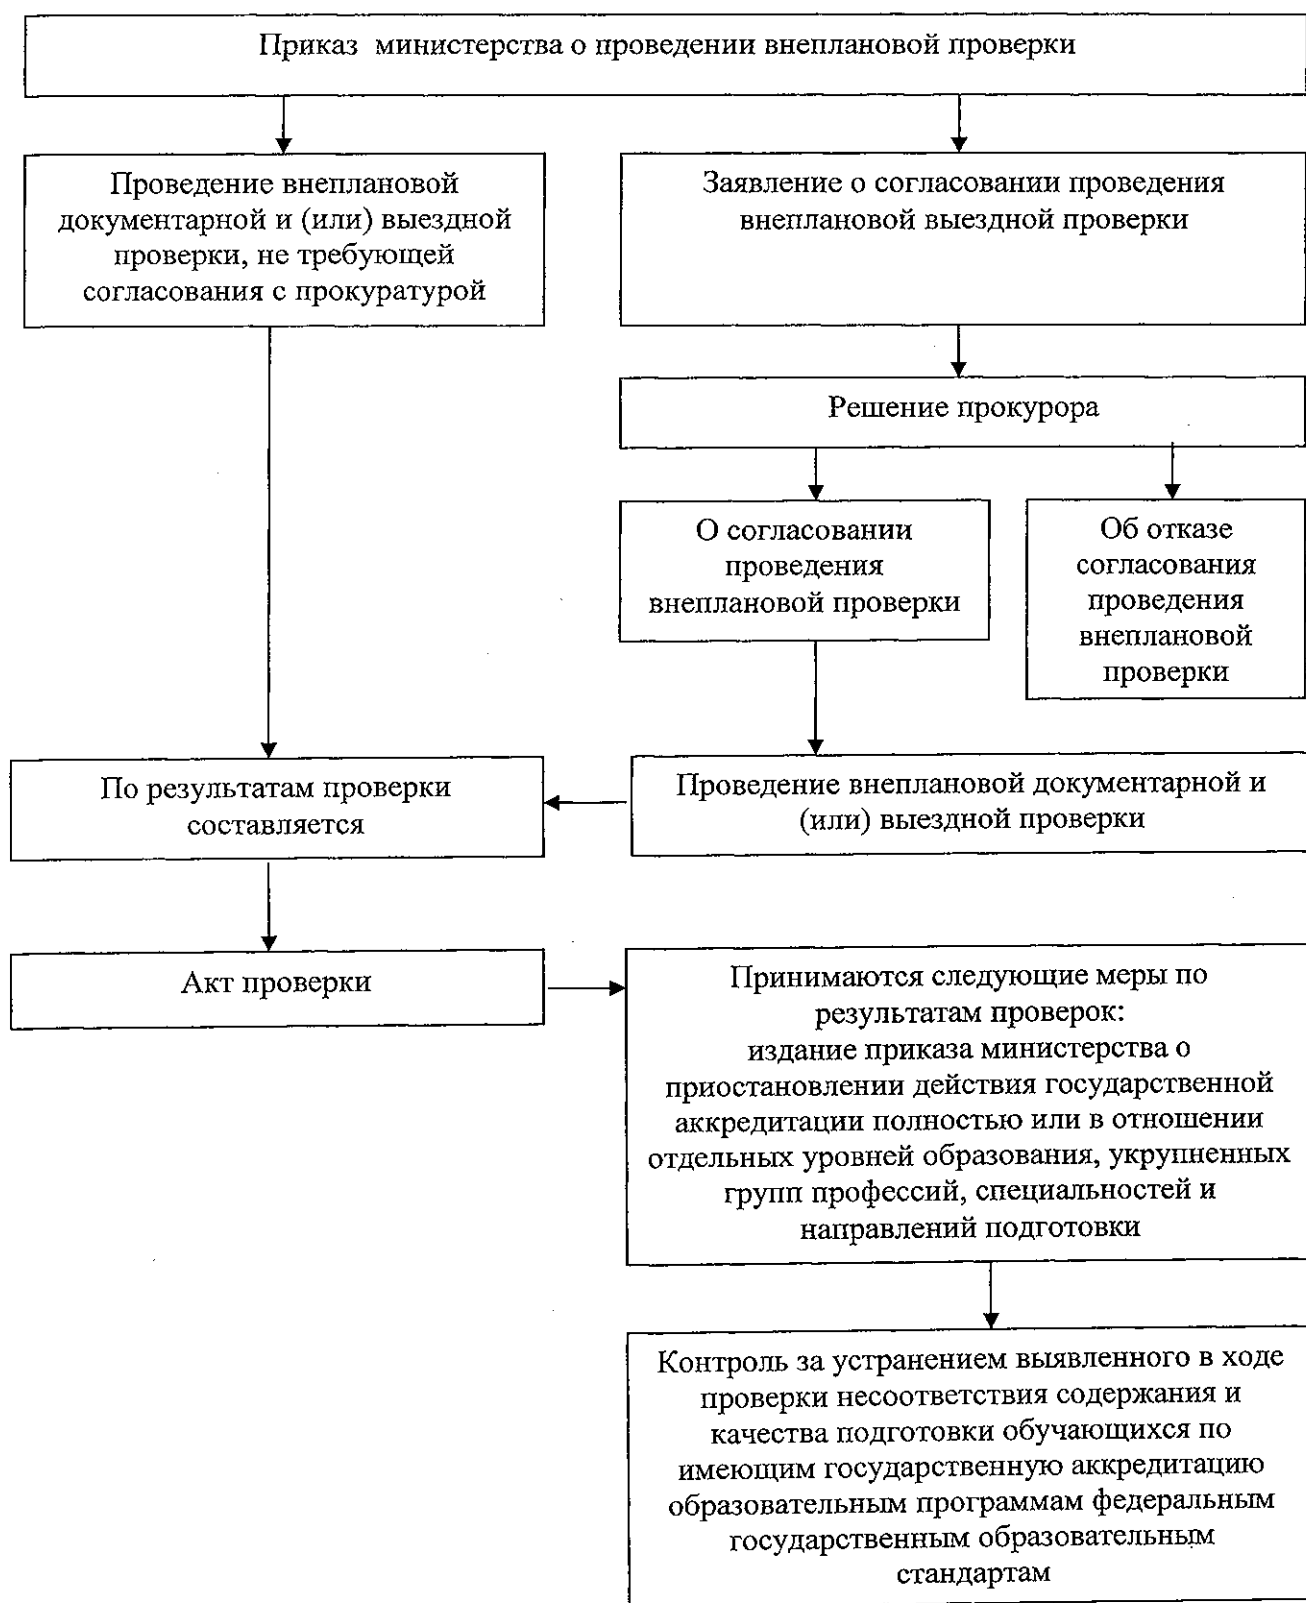 Приказ министерства о проведении внеплановой проверки
Проведение внеплановой
документарной и (или) выездной
проверки, не требующей
согласования с прокуратурой
Заявление о согласовании проведения
внеплановой выездной проверки
Решение прокурора
О согласовании
проведения
внеплановой проверки
Об отказе
согласования
проведения
внеплановой
проверки
По результатам проверки
составляется
Проведение внеплановой документарной и
(или) выездной проверки
Акт проверки
Принимаются следующие меры по
результатам проверок:
издание приказа министерства о
приостановлении действия государственной
аккредитации полностью или в отношении
отдельных уровней образования, укрупненных
групп профессий, специальностей и
направлений подготовки
Контроль за устранением выявленного в ходе
проверки несоответствия содержания и
качества подготовки обучающихся по
имеющим государственную аккредитацию
образовательным программам федеральным
государственным образовательным
стандартам